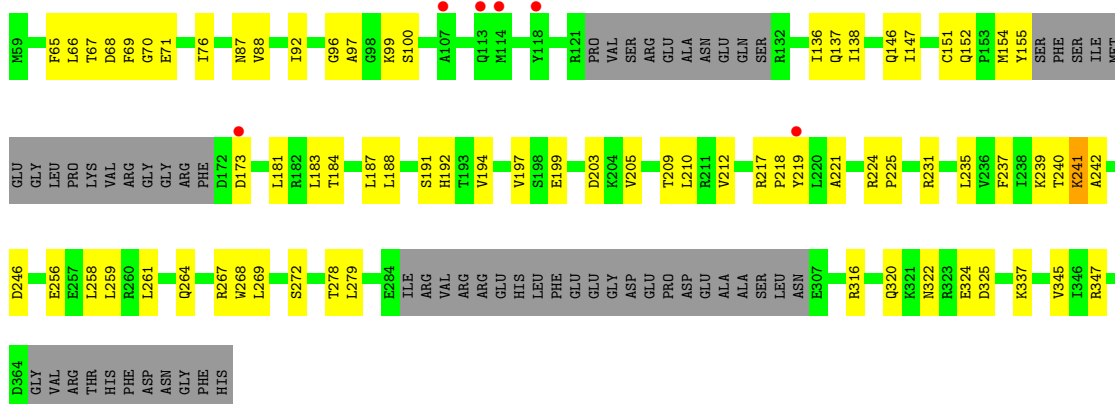 M59 F65 L66 T67 D68 F69 G70 E71 I76 N87 V88 I92 G96 A97 G98 K99 S100 A107 Q113 M114 Y118 R121 PRO VAL SER ARG GLU ALA ASN GLU GLN SER R132 I136 Q137 I138 Q146 I147 C151 Q152 P153 M154 Y155 SER PHE SER ILE MET
GLU GLY LEU PRO LYS VAL ARG GLY GLY ARG PHE D172 D173 L181 R182 L183 T184 L187 L188 S191 H192 T193 V194 V197 S198 E199 D203 K204 V205 T209 L210 R211 V212 R217 P218 Y219 L220 A221 R224 P225 R231 L235 V236 F237 I238 K239 T240 K241 A242
D246 E256 E257 L258 L259 R260 L261 Q264 R267 W268 L269 S272 T278 L279 E284 ILE ARG VAL ARG ARG GLU HIS LEU PHE GLU GLU GLY ASP GLU PRO ASP GLU ALA ALA SER LEU ASN E307 R316 Q320 K321 N322 R323 E324 D325 K337 V345 I346 R347
D364 GLY VAL ARG THR HIS PHE ASP ASN GLY PHE HIS